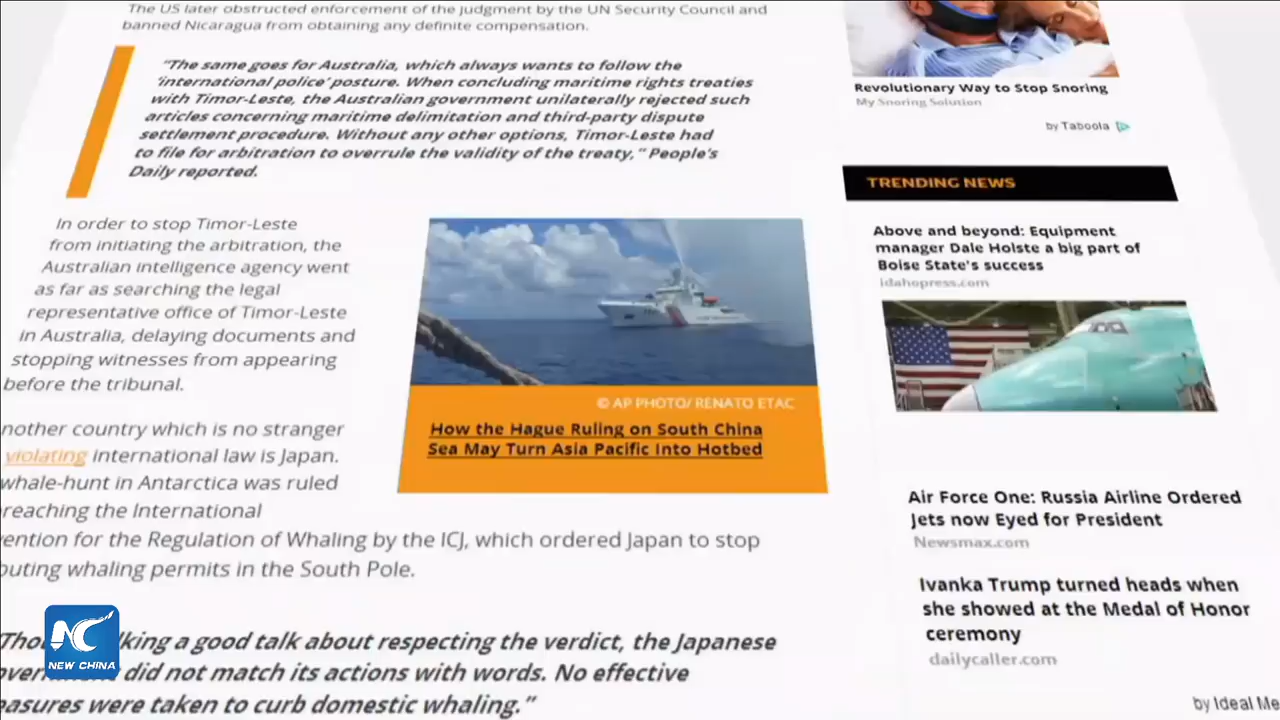 The US later obstructed enforcement of the judgment by the UN Security Council and
banned Nicaragua from obtaining any definite compensation.
"The same goes for Australia, which always wants to follow the
'international police' posture. When concluding maritime rights treaties
with Timor-Leste, the Australian government unilaterally rejected such
articles concerning maritime delimitation and third-party dispute
settlement procedure. Without any other options, Timor-Leste had
to file for arbitration to overrule the validity of the treaty," People's
Daily reported.
In order to stop Timor-Leste
from initiating the arbitration, the
Australian intelligence agency went
as far as searching the legal
representative office of Timor-Leste
in Australia, delaying documents and
stopping witnesses from appearing
before the tribunal.
nother country which is no stranger
violating international law is Japan.
whale-hunt in Antarctica was ruled
reaching the International
vention for the Regulation of Whaling by the ICJ, which ordered Japan to stop
outing whaling permits in the South Pole.
king a good talk about respecting the verdict, the Japanese
did not match its actions with words. No effective
easures were taken to curb domestic whaling."
© AP PHOTO/ RENATO ETAC
How the Hague Ruling on South China
Sea May Turn Asia Pacific Into Hotbed
Revolutionary Way to Stop Snoring
My Snoring Solution
by Taboola
TRENDING NEWS
Above and beyond: Equipment
manager Dale Holste a big part of
Boise State's success
idahopress.com
Air Force One: Russia Airline Ordered
Jets now Eyed for President
Newsmax.com
Ivanka Trump turned heads when
she showed at the Medal of Honor
ceremony
dailycaller.com
by Ideal Me
NC
NEW CHINA